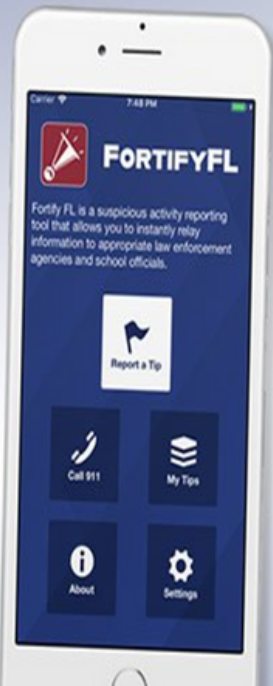 Carrier 7:48 PM
FORTIFYFL
Fortify FL is a suspicious activity reporting
tool that allows you to instantly relay
information to appropriate law enforcement
agencies and school officials.
Report a Tip
Call 911 My Tips
About Settings